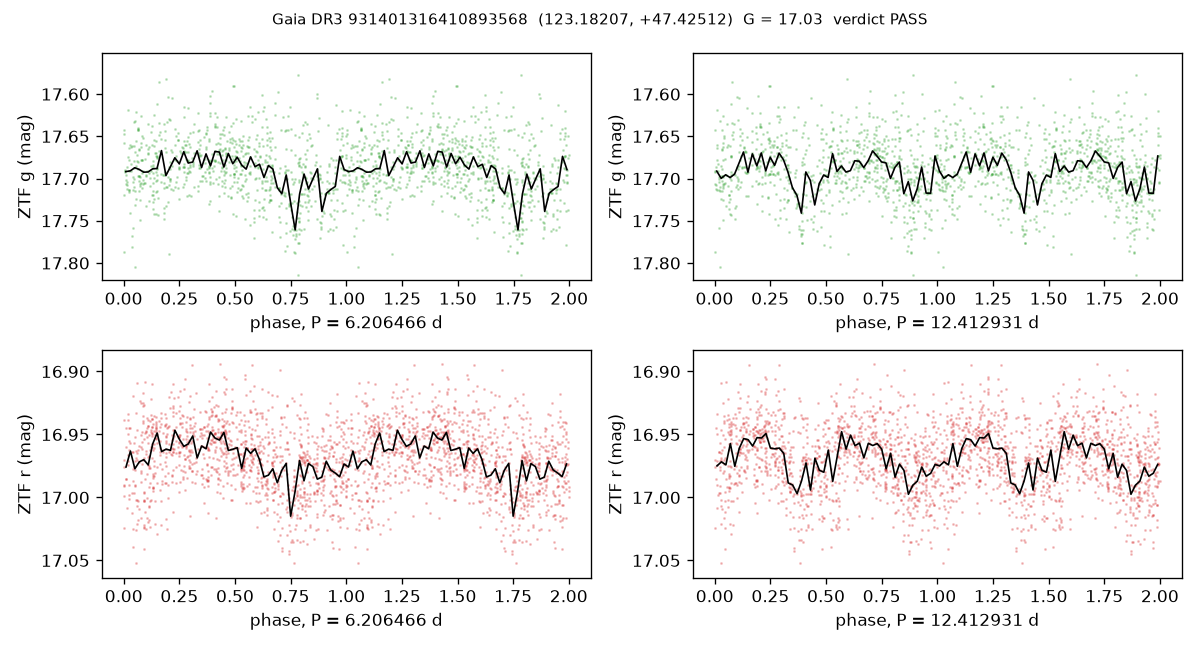 Gaia DR3 931401316410893568 (123.18207, +47.42512) G = 17.03 verdict PASS
ZTF g (mag)
17.60
17.65
17.70
17.75
17.80
0.00 0.25 0.50 0.75 1.00 1.25 1.50 1.75 2.00
phase, P = 6.206466 d
ZTF g (mag)
17.60
17.65
17.70
17.75
17.80
0.00 0.25 0.50 0.75 1.00 1.25 1.50 1.75 2.00
phase, P = 12.412931 d
ZTF r (mag)
16.90
16.95
17.00
17.05
0.00 0.25 0.50 0.75 1.00 1.25 1.50 1.75 2.00
phase, P = 6.206466 d
ZTF r (mag)
16.90
16.95
17.00
17.05
0.00 0.25 0.50 0.75 1.00 1.25 1.50 1.75 2.00
phase, P = 12.412931 d